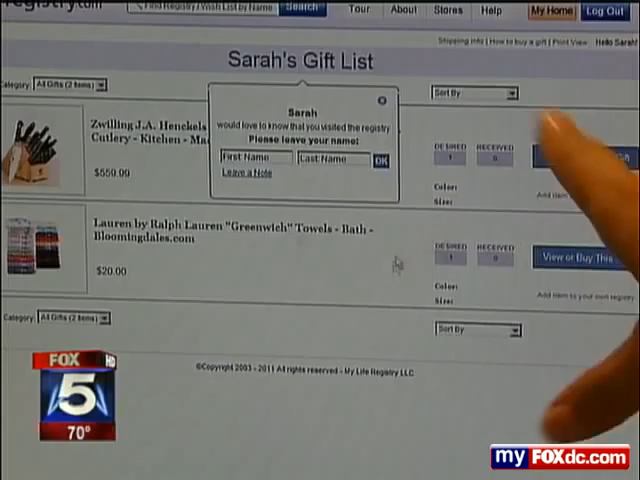 registry.com
Find Registry / Wish List by Name
Search
Tour
About
Stores
Help
My Home
Log Out
Shipping Info | How to buy a gift | Print View
Hello Sarah!
Sarah's Gift List
Category: All Gifts (2 items)
Sort By
Sarah
would love to know that you visited the registry
Please leave your name:
First Name
Last Name
OK
Leave a Note
Zwilling J.A. Henckels
Cutlery - Kitchen - Ma
$559.00
DESIRED
RECEIVED
1
0
Color:
Size:
Add item
Lauren by Ralph Lauren "Greenwich" Towels - Bath -
Bloomingdales.com
$20.00
DESIRED
RECEIVED
1
0
View or Buy This
Color:
Size:
Add item to your own registry
Category: All Gifts (2 items)
Sort By
©Copyright 2003 - 2011 All rights reserved - My Life Registry LLC
FOX HD
5
70°
myFOXdc.com